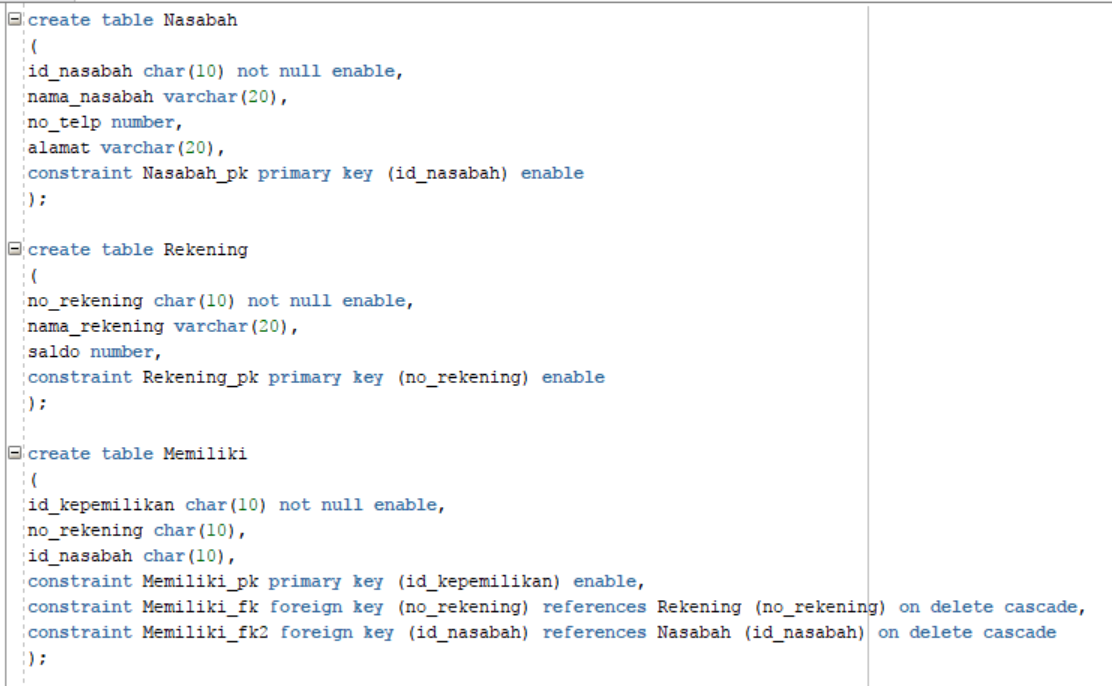 create table Nasabah
(
id_nasabah char(10) not null enable,
nama_nasabah varchar(20),
no_telp number,
alamat varchar(20),
constraint Nasabah_pk primary key (id_nasabah) enable
);
create table Rekening
(
no_rekening char(10) not null enable,
nama_rekening varchar(20),
saldo number,
constraint Rekening_pk primary key (no_rekening) enable
);
create table Memiliki
(
id_kepemilikan char(10) not null enable,
no_rekening char(10),
id_nasabah char(10),
constraint Memiliki_pk primary key (id_kepemilikan) enable,
constraint Memiliki_fk foreign key (no_rekening) references Rekening (no_rekening) on delete cascade,
constraint Memiliki_fk2 foreign key (id_nasabah) references Nasabah (id_nasabah) on delete cascade
);